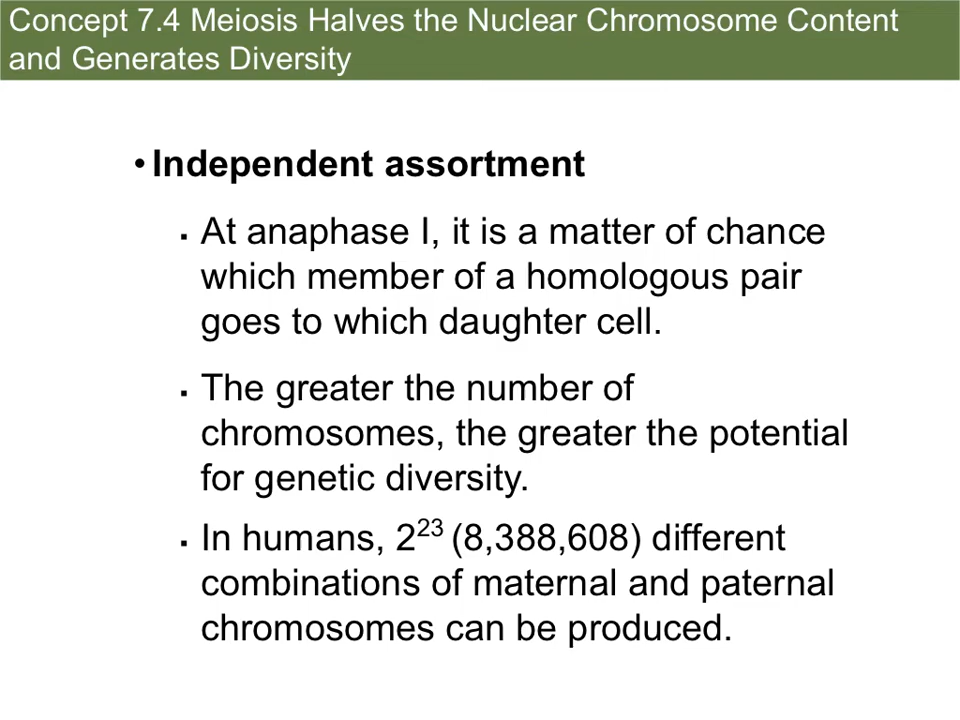 Concept 7.4 Meiosis Halves the Nuclear Chromosome Content
and Generates Diversity
• Independent assortment
▪ At anaphase I, it is a matter of chance
which member of a homologous pair
goes to which daughter cell.
▪ The greater the number of
chromosomes, the greater the potential
for genetic diversity.
▪ In humans, 2²³ (8,388,608) different
combinations of maternal and paternal
chromosomes can be produced.